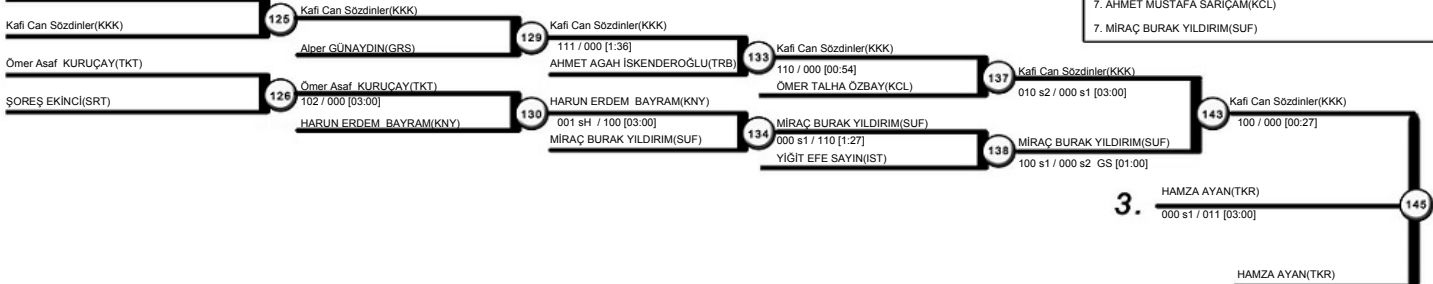 7. AHMET MUSTAFA SARIÇAM(KCL)
7. MİRAÇ BURAK YILDIRIM(SUF)
Kafi Can Sözdinler(KKK)
125
Kafi Can Sözdinler(KKK)
Alper GÜNAYDIN(GRS)
129
Kafi Can Sözdinler(KKK)
111 / 000 [1:36]
AHMET AGAH İSKENDEROĞLU(TRB)
133
Kafi Can Sözdinler(KKK)
110 / 000 [00:54]
ÖMER TALHA ÖZBAY(KCL)
137
Kafi Can Sözdinler(KKK)
010 s2 / 000 s1 [03:00]
Ömer Asaf KURUÇAY(TKT)
ŞOREŞ EKİNCİ(SRT)
126
Ömer Asaf KURUÇAY(TKT)
102 / 000 [03:00]
HARUN ERDEM BAYRAM(KNY)
130
HARUN ERDEM BAYRAM(KNY)
001 sH / 100 [03:00]
MİRAÇ BURAK YILDIRIM(SUF)
134
MİRAÇ BURAK YILDIRIM(SUF)
000 s1 / 110 [1:27]
YİĞİT EFE SAYIN(IST)
138
MİRAÇ BURAK YILDIRIM(SUF)
100 s1 / 000 s2 GS [01:00]
143
Kafi Can Sözdinler(KKK)
100 / 000 [00:27]
3.
HAMZA AYAN(TKR)
000 s1 / 011 [03:00]
145
HAMZA AYAN(TKR)